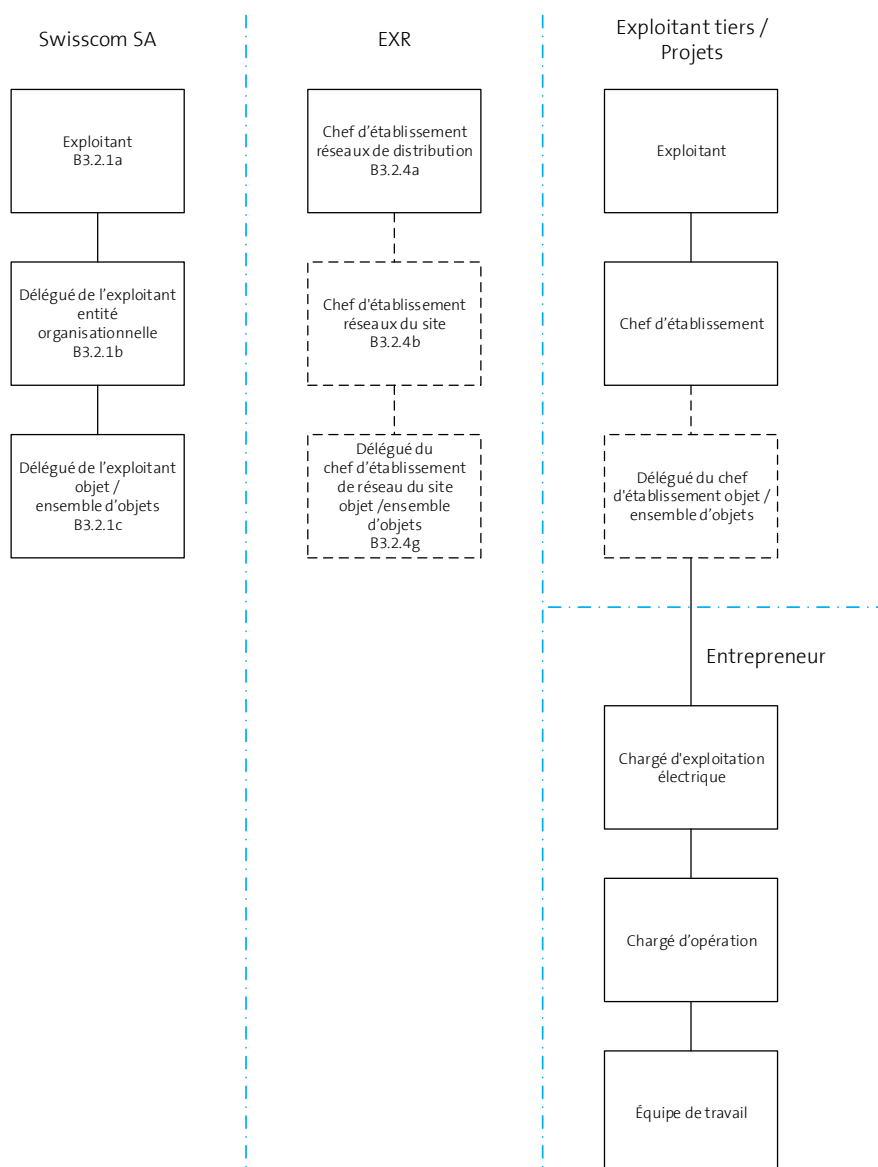 Swisscom SA
Exploitant
B3.2.1a
Délégué de l'exploitant
entité
organisationnelle
B3.2.1b
Délégué de l'exploitant
objet /
ensemble d'objets
B3.2.1c
EXR
Chef d'établissement
réseaux de distribution
B3.2.4a
Chef d'établissement
réseaux du site
B3.2.4b
Délégué du
chef d'établissement
de réseau du site
objet /ensemble
d'objets
B3.2.4g
Exploitant tiers /
Projets
Exploitant
Chef d'établissement
Délégué du chef
d'établissement objet /
ensemble d'objets
Entrepreneur
Chargé d'exploitation
électrique
Chargé d'opération
Équipe de travail